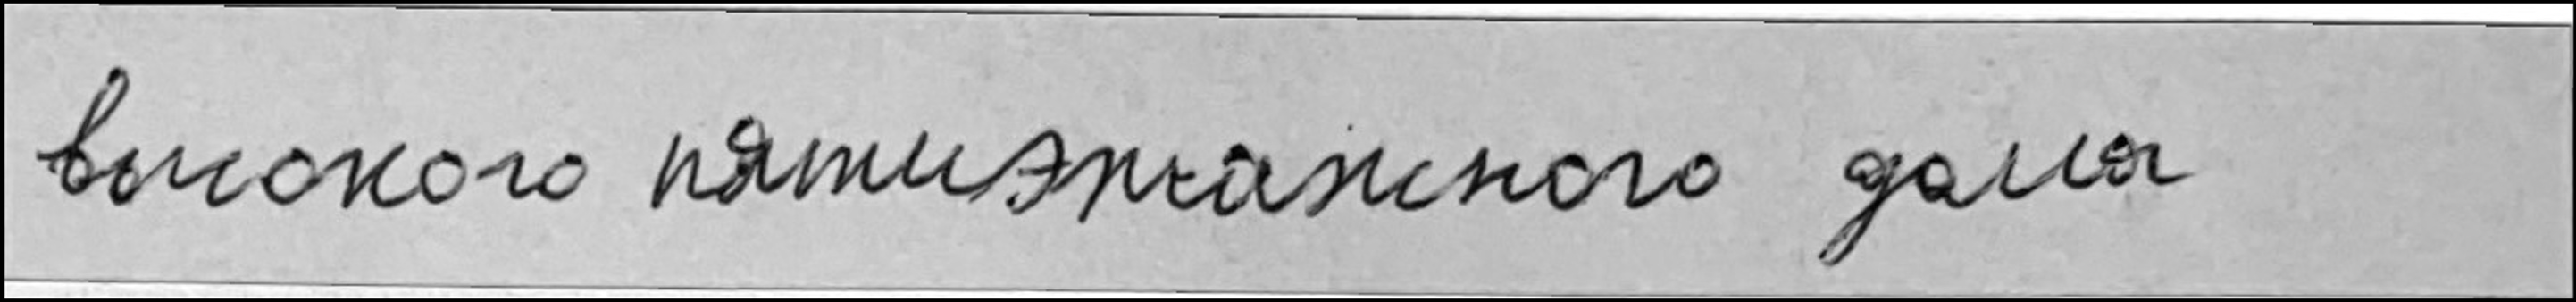 высокого пятиэтажного дома